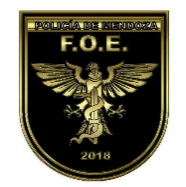 POLICÍA DE MENDOZA
F.O.E.
2018